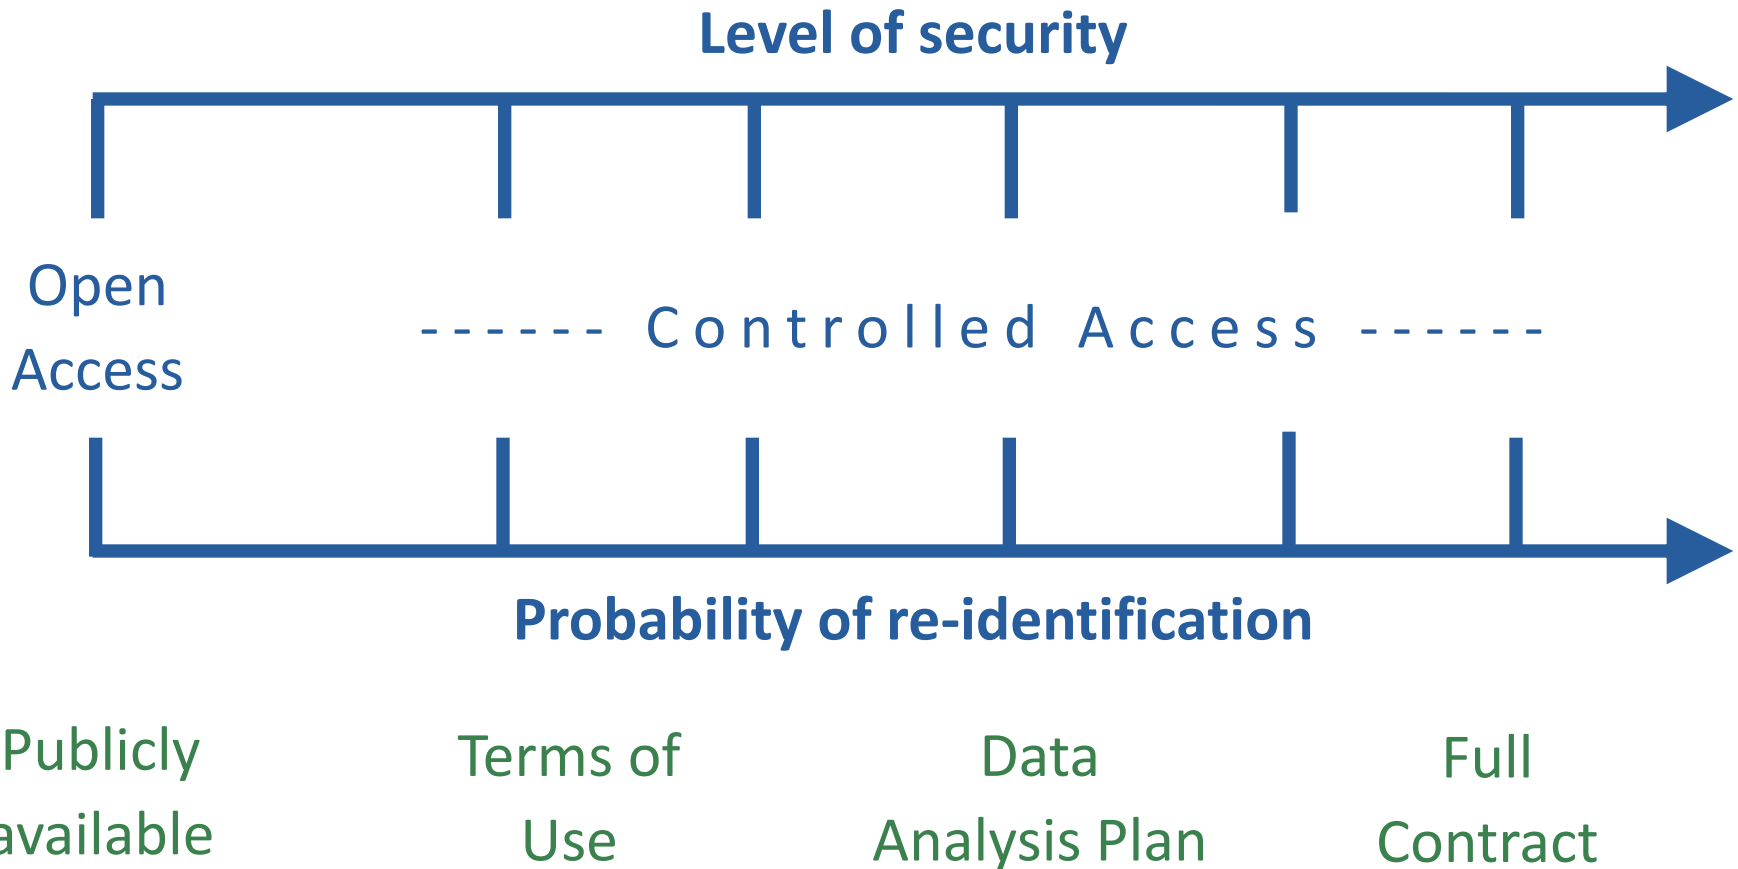 Level of security
Open
Access
------ Controlled Access ------
Probability of re-identification
Publicly
available
Terms of
Use
Data
Analysis Plan
Full
Contract